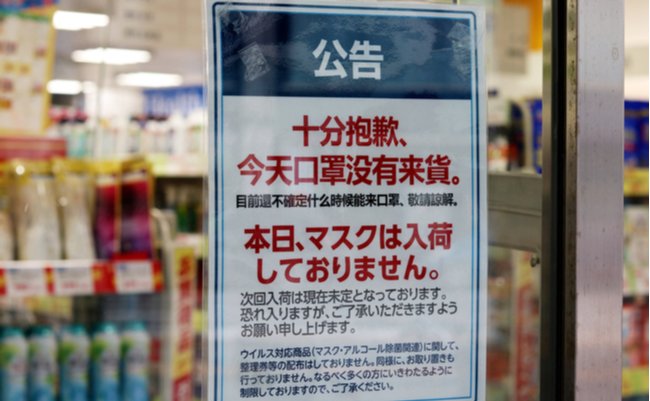 公告
十分抱歉、
今天口罩没有来貨。
目前還不確定什么時候能来口罩、敬請諒解。
本日、マスクは入荷
しておりません。
次回入荷は現在未定となっております。
恐れ入りますが、ご了承いただきますよう
お願い申し上げます。
ウイルス対応商品(マスク・アルコール除菌関連)に関して、
整理券等の配布はしておりません。同様に、お取り置きも
行っておりません。なるべく多くの方にいきわたるように
制限しておりますので、ご了承ください。